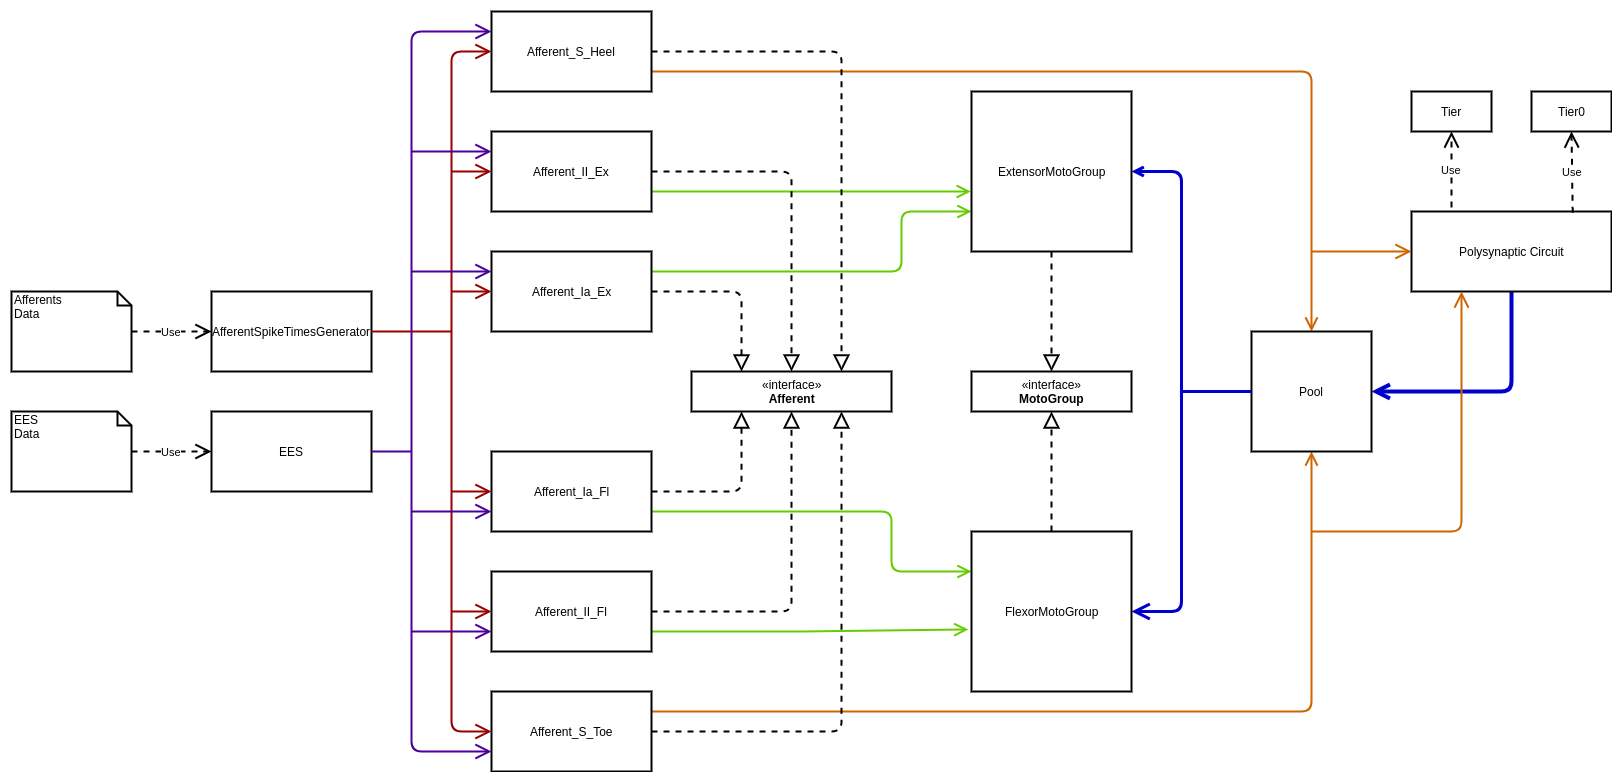 Afferent_S_Heel
Tier
Tier0
Afferent_II_Ex
ExtensorMotoGroup
Use
Use
Polysynaptic Circuit
Afferent_Ia_Ex
Afferents
Data
Use
AfferentSpikeTimesGenerator
«interface»
Afferent
«interface»
MotoGroup
Pool
EES
Data
Use
EES
Afferent_Ia_Fl
Afferent_II_Fl
FlexorMotoGroup
Afferent_S_Toe